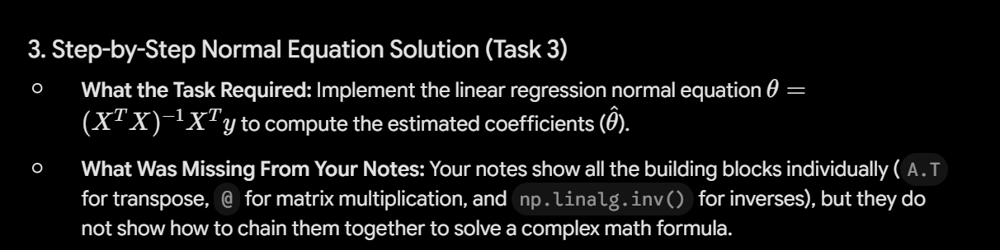 3. Step-by-Step Normal Equation Solution (Task 3)
What the Task Required: Implement the linear regression normal equation θ =
(XᵀX)⁻¹Xᵀy to compute the estimated coefficients (θ̂).
What Was Missing From Your Notes: Your notes show all the building blocks individually ( A.T
for transpose, @ for matrix multiplication, and np.linalg.inv() for inverses), but they do
not show how to chain them together to solve a complex math formula.